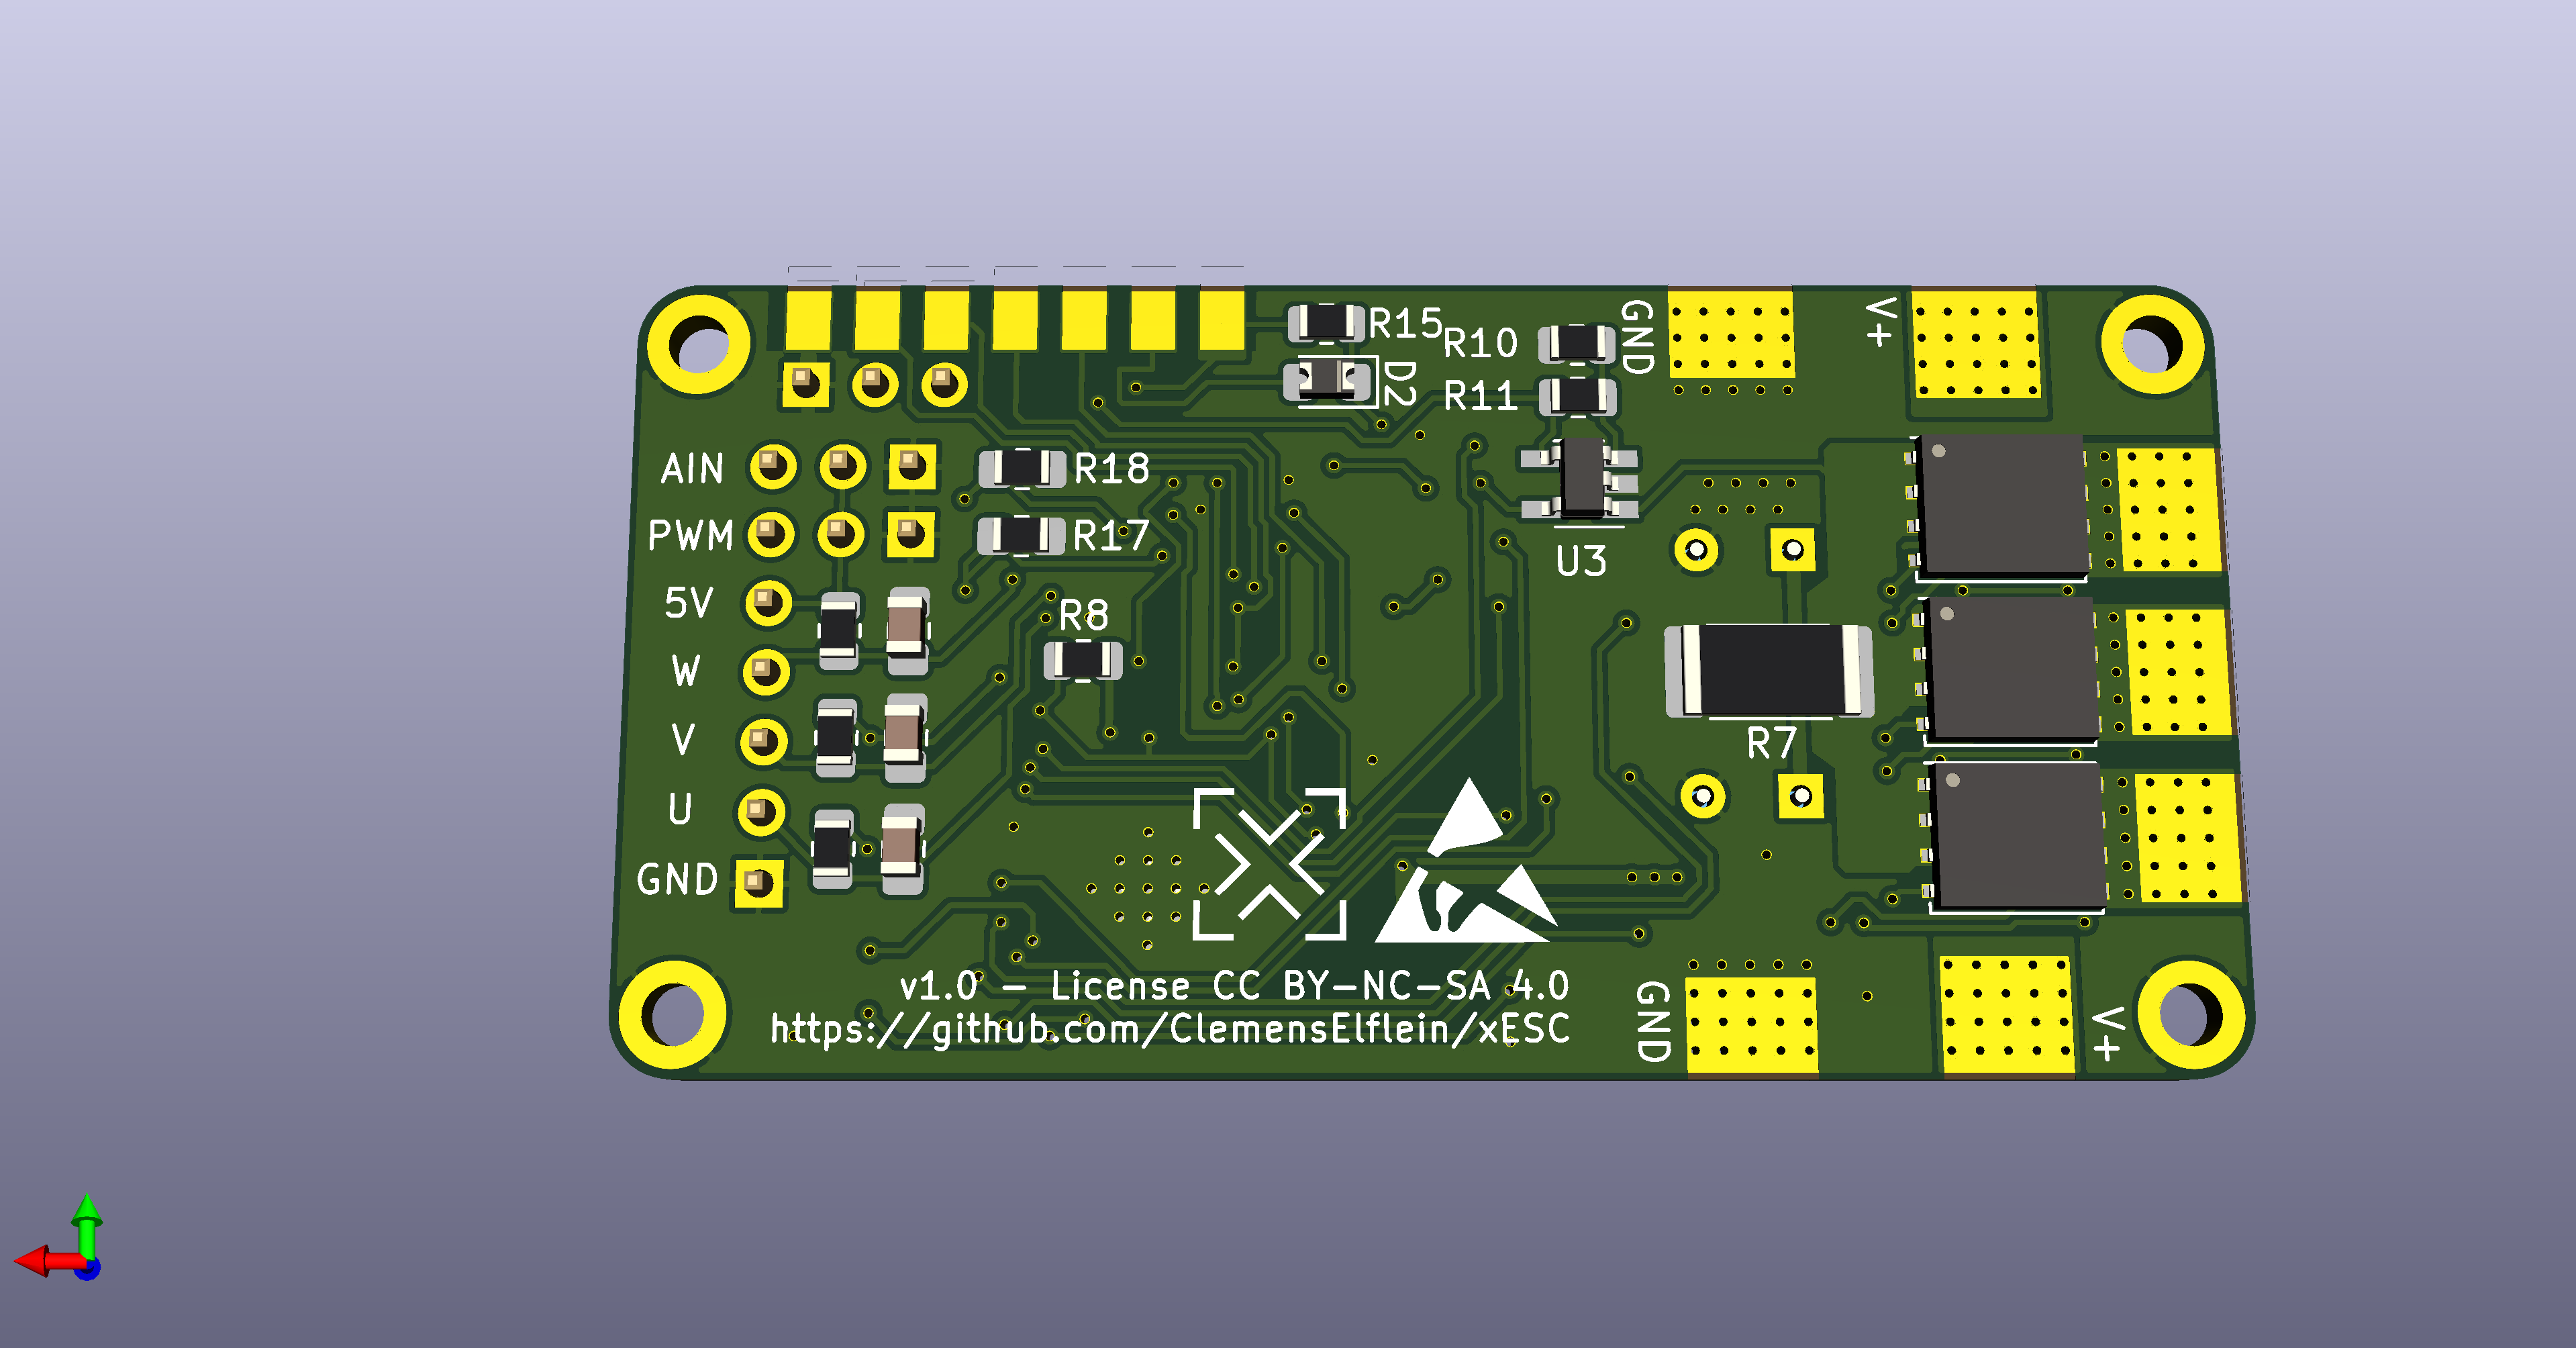 R15
R10
GND
V+
D2
R11
AIN
R18
PWM
R17
U3
5V
R8
W
V
R7
U
GND
v1.0 - License CC BY-NC-SA 4.0
GND
V+
https://github.com/ClemensElflein/xESC